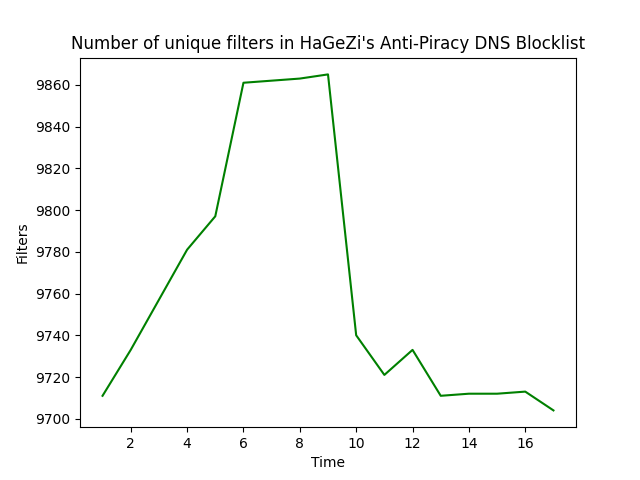 Number of unique filters in HaGeZi's Anti-Piracy DNS Blocklist
9860
9840
9820
9800
9780
9760
9740
9720
9700
Filters
2 4 6 8 10 12 14 16
Time